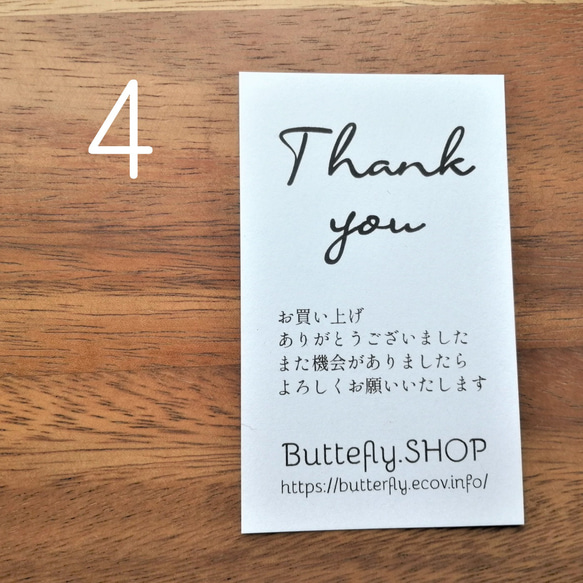 4
Thank
you
お買い上げ
ありがとうございました
また機会がありましたら
よろしくお願いいたします
Buttefly.SHOP
https://butterfly.ecov.info/